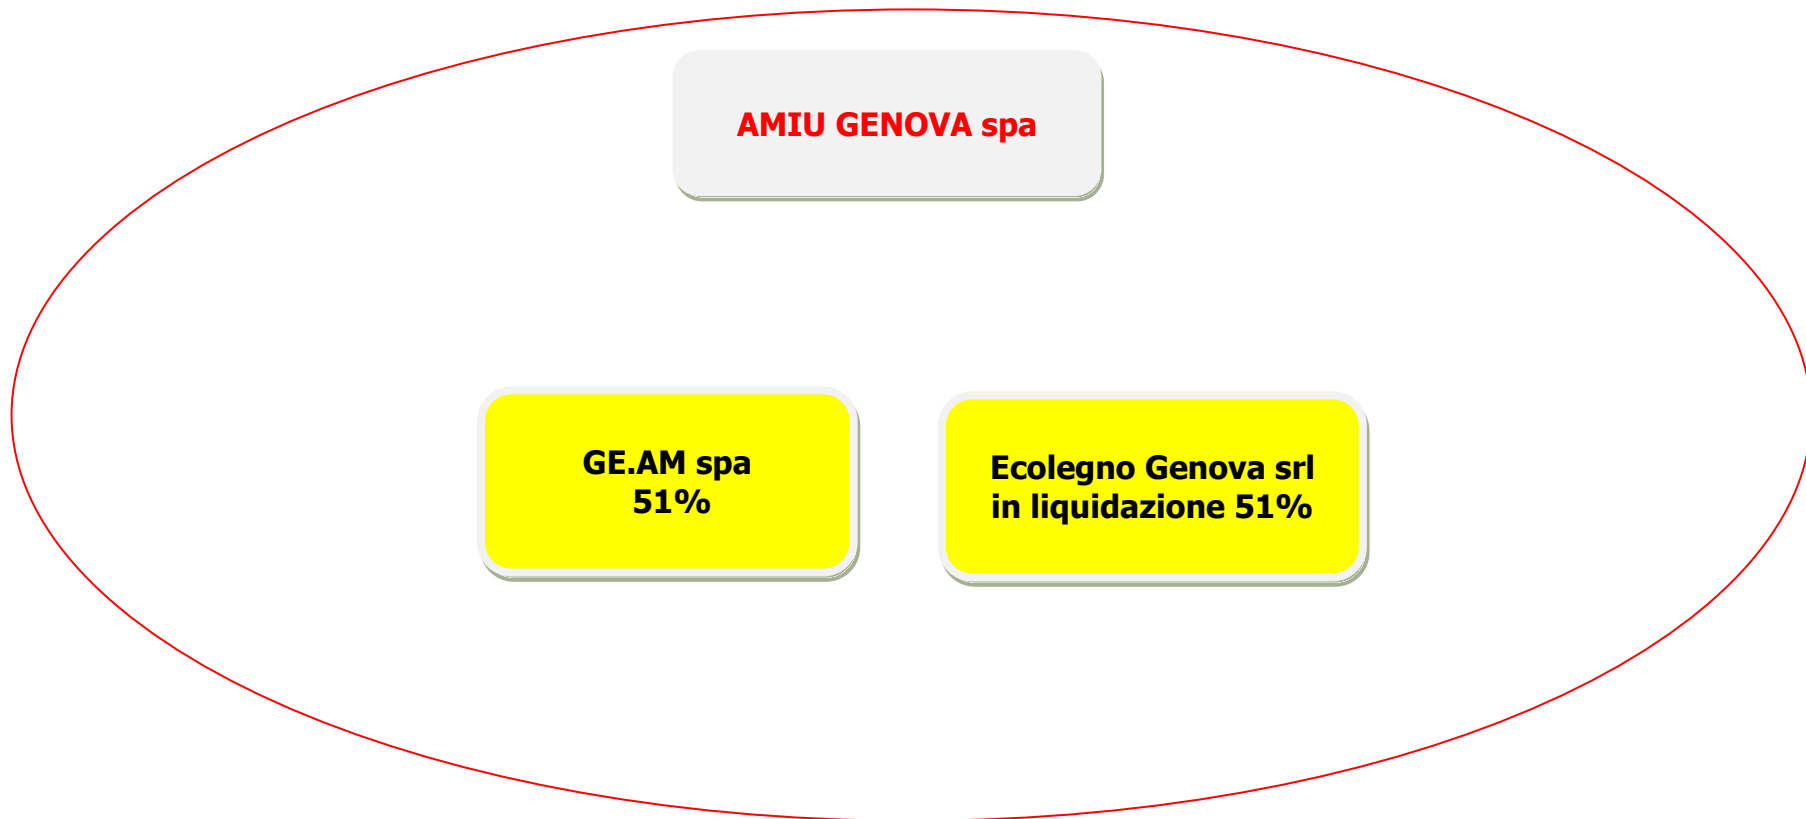 AMIU GENOVA spa
GE.AM spa
51%
Ecolegno Genova srl
in liquidazione 51%